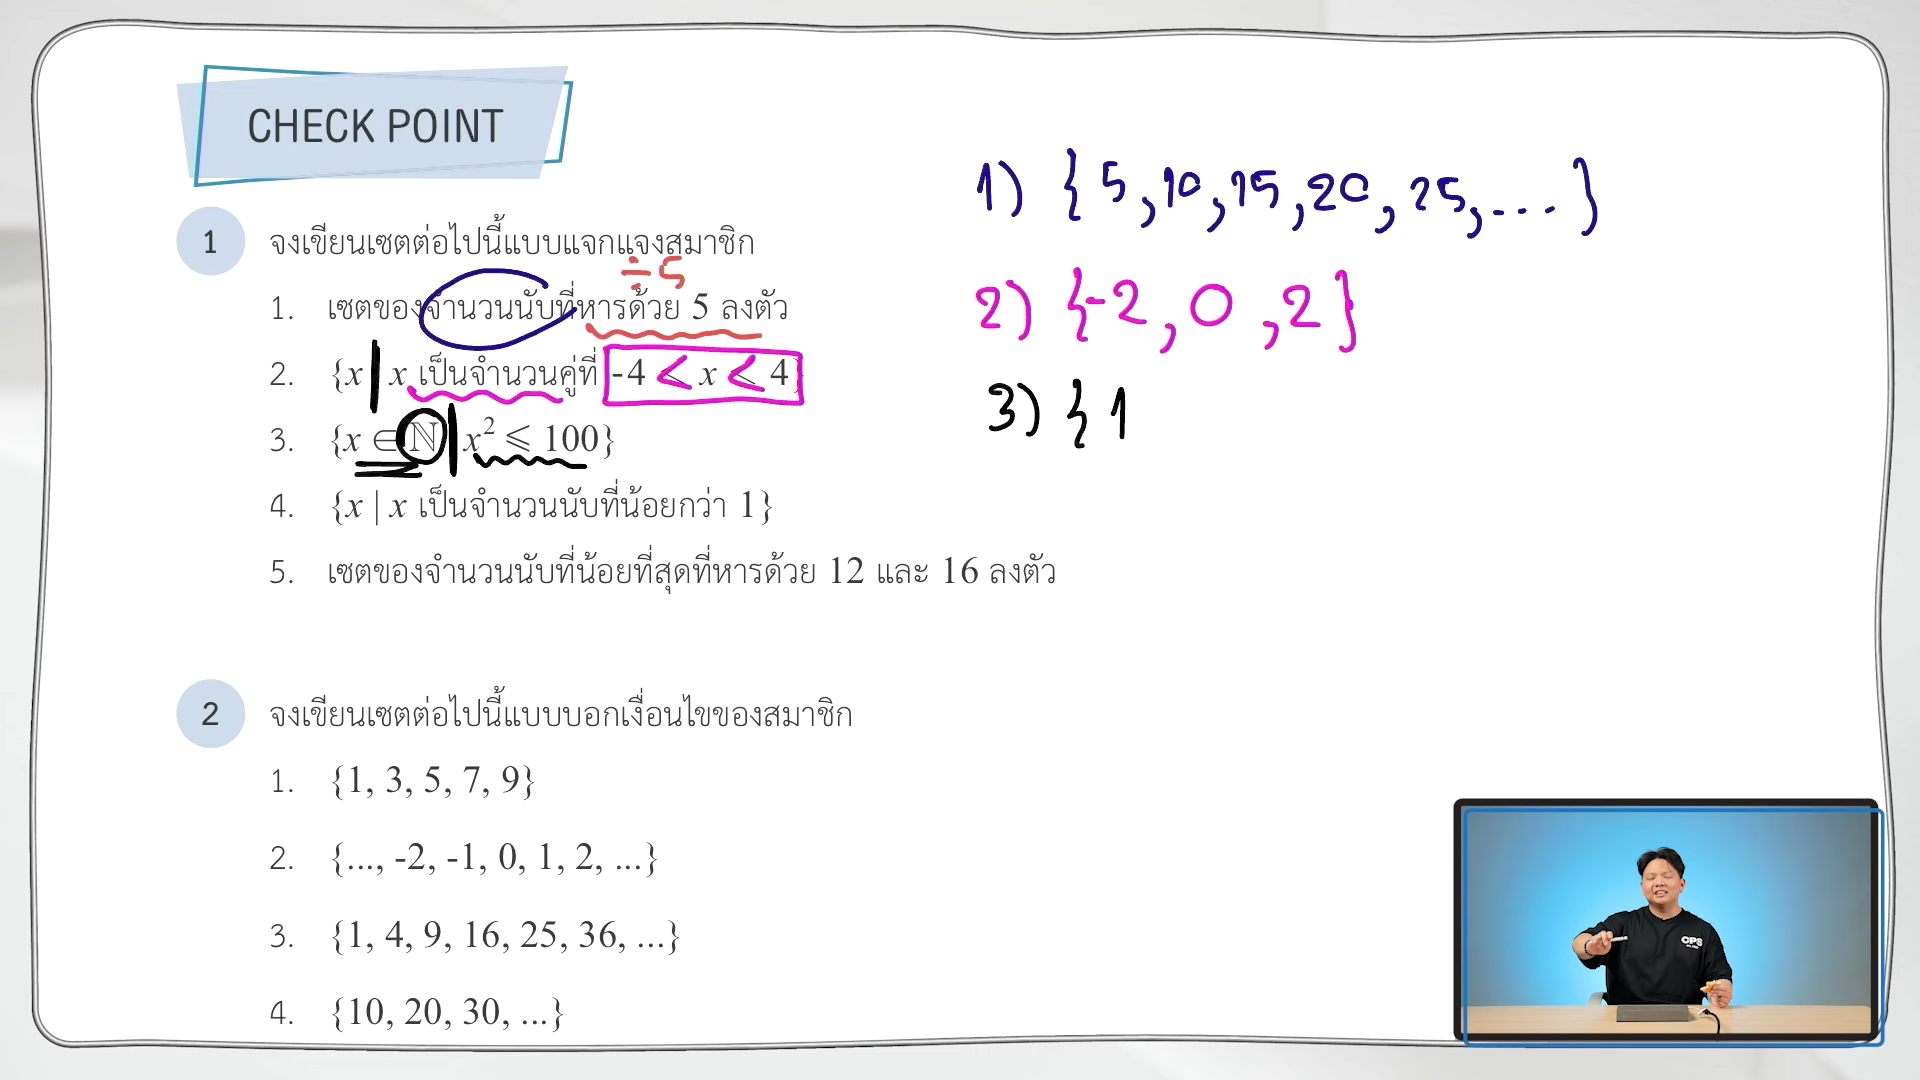 CHECK POINT
1 จงเขียนเซตต่อไปนี้แบบแจกแจงสมาชิก
÷5
1. เซตของจำนวนนับที่หารด้วย 5 ลงตัว
2. {x | x เป็นจำนวนคู่ที่ -4 < x < 4}
3. {x ∈ ℕ | x² ⩽ 100}
4. {x | x เป็นจำนวนนับที่น้อยกว่า 1}
5. เซตของจำนวนนับที่น้อยที่สุดที่หารด้วย 12 และ 16 ลงตัว
1) {5, 10, 15, 20, 25, ...}
2) {-2, 0, 2}
3) {1
2 จงเขียนเซตต่อไปนี้แบบบอกเงื่อนไขของสมาชิก
1. {1, 3, 5, 7, 9}
2. {..., -2, -1, 0, 1, 2, ...}
3. {1, 4, 9, 16, 25, 36, ...}
4. {10, 20, 30, ...}
CPS